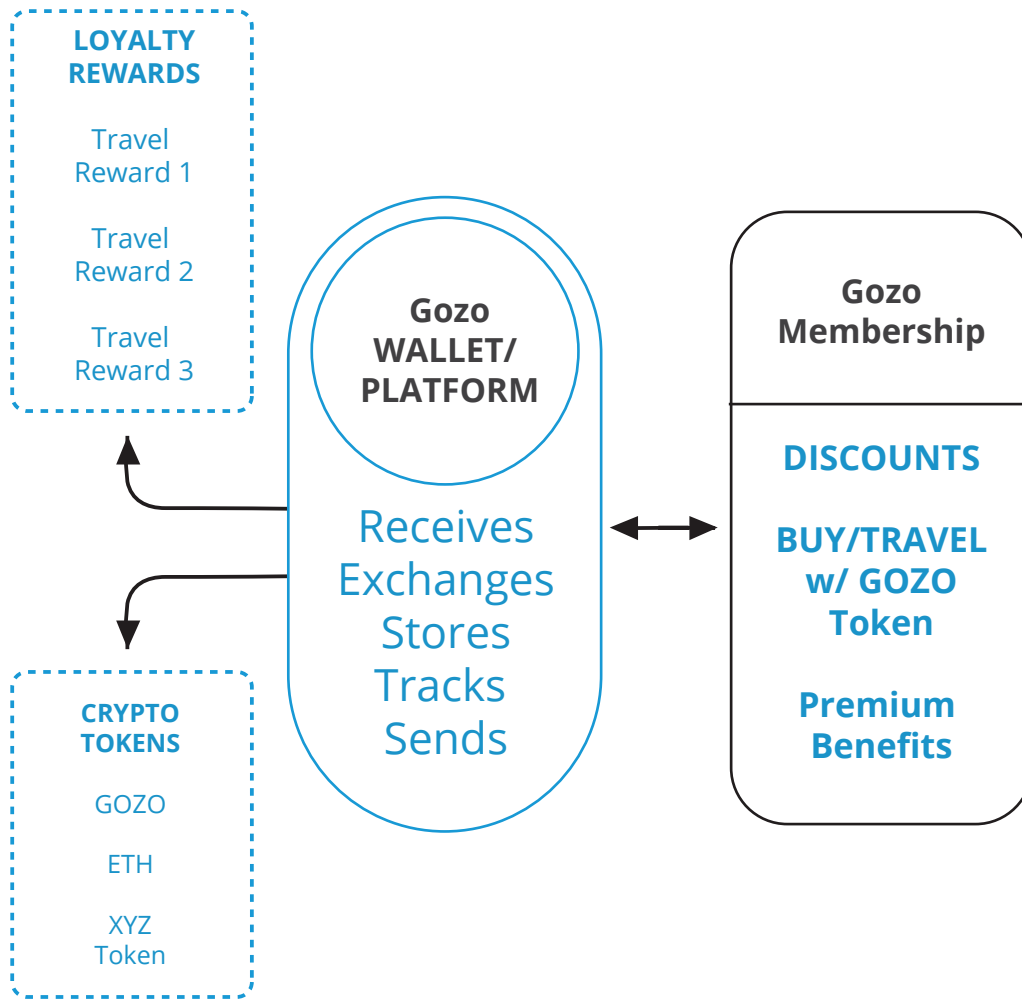 LOYALTY
REWARDS
Travel
Reward 1
Travel
Reward 2
Travel
Reward 3
CRYPTO
TOKENS
GOZO
ETH
XYZ
Token
Gozo
WALLET/
PLATFORM
Receives
Exchanges
Stores
Tracks
Sends
Gozo
Membership
DISCOUNTS
BUY/TRAVEL
w/ GOZO
Token
Premium
Benefits